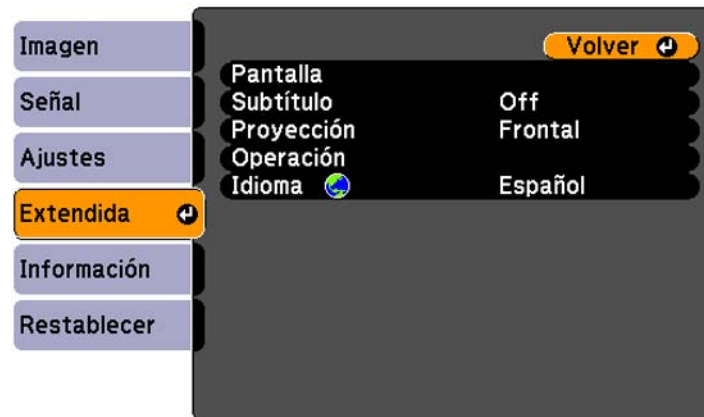 Imagen
Señal
Ajustes
Extendida
Información
Restablecer
Volver
Pantalla
Subtítulo Off
Proyección Frontal
Operación
Idioma Español